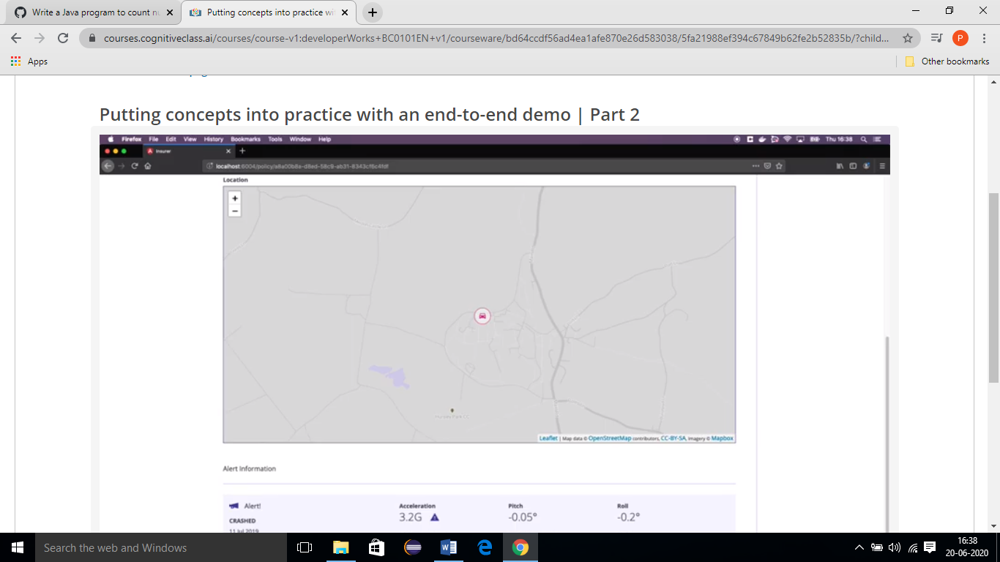 Write a Java program to count nu
Putting concepts into practice wi
courses.cognitiveclass.ai/courses/course-v1:developerWorks+BC0101EN+v1/courseware/bd64ccdf56ad4ea1afe870e26d583038/5fa21988ef394c67849b62fe2b52835b/?child...
P
Apps
Other bookmarks
Putting concepts into practice with an end-to-end demo | Part 2
Firefox File Edit View History Bookmarks Tools Window Help
Thu 16:38
Insurer
localhost:6004/policy/a8a00b8a-d8ed-58c9-ab31-8343cf6c4fdf
Location
+
−
Hursley Park CC
Leaflet | Map data © OpenStreetMap contributors, CC-BY-SA, Imagery © Mapbox
Alert Information
Alert!
Acceleration
Pitch
Roll
3.2G
-0.05°
-0.2°
CRASHED
11 Jul 2019
Search the web and Windows
16:38
20-06-2020